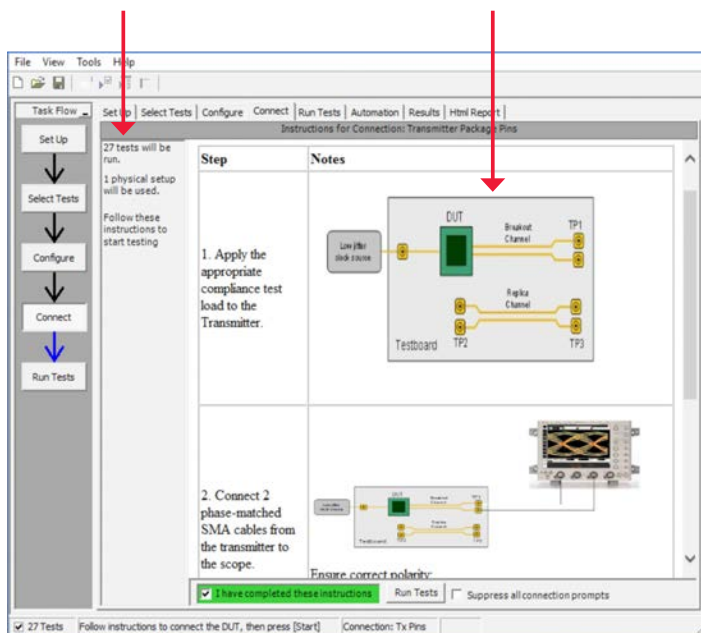 File View Tools Help
Task Flow
Set Up
Select Tests
Configure
Connect
Run Tests
Set Up Select Tests Configure Connect Run Tests Automation Results Html Report
Instructions for Connection: Transmitter Package Pins
27 tests will be
run.
1 physical setup
will be used.
Follow these
instructions to
start testing
Step Notes
1. Apply the
appropriate
compliance test
load to the
Transmitter.
Low jitter
clock source
DUT
Breakout
Channel
TP1
Replica
Channel
Testboard
TP2
TP3
2. Connect 2
phase-matched
SMA cables from
the transmitter to
the scope.
DUT
Testboard
Ensure correct polarity:
I have completed these instructions Run Tests Suppress all connection prompts
27 Tests Follow instructions to connect the DUT, then press [Start] Connection: Tx Pins